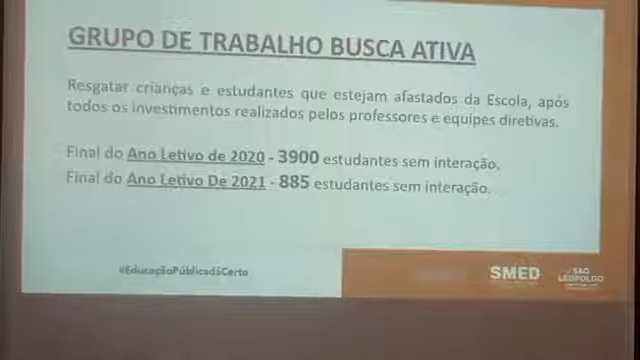 GRUPO DE TRABALHO BUSCA ATIVA
Resgatar crianças e estudantes que estejam afastados da Escola, após
todos os investimentos realizados pelos professores e equipes diretivas.
Final do Ano Letivo de 2020 - 3900 estudantes sem interação.
Final do Ano Letivo De 2021 - 885 estudantes sem interação.
#EducaçãoPúblicadáCerto
SMED
SÃO
LEOPOLDO